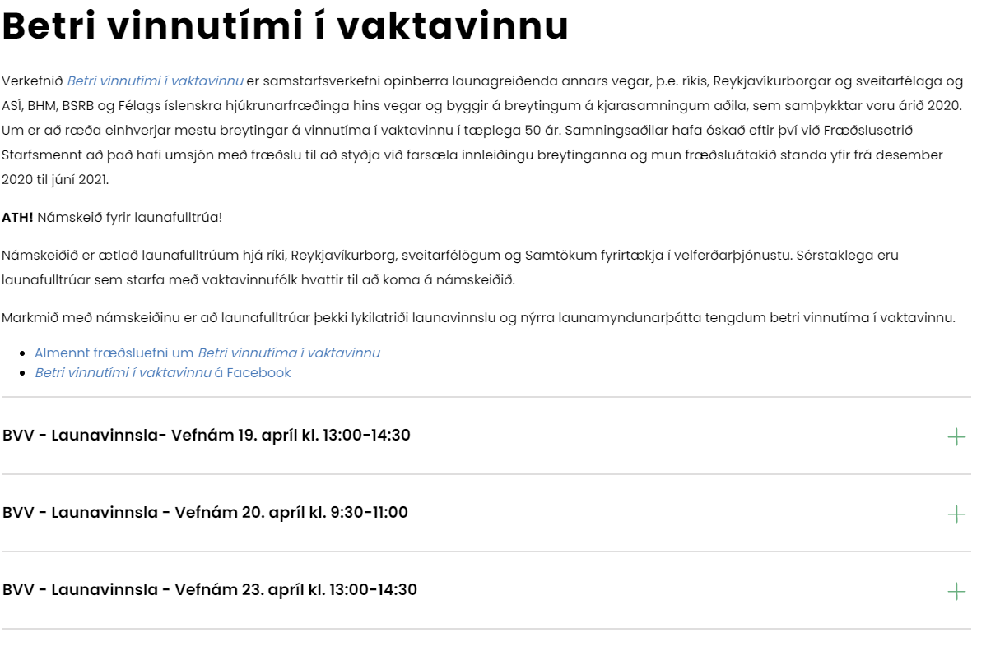 Betri vinnutími í vaktavinnu
Verkefnið Betri vinnutími í vaktavinnu er samstarfsverkefni opinberra launagreiðenda annars vegar, þ.e. ríkis, Reykjavíkurborgar og sveitarfélaga og
ASÍ, BHM, BSRB og Félags íslenskra hjúkrunarfræðinga hins vegar og byggir á breytingum á kjarasamningum aðila, sem samþykktar voru árið 2020.
Um er að ræða einhverjar mestu breytingar á vinnutíma í vaktavinnu í tæplega 50 ár. Samningsaðilar hafa óskað eftir því við Fræðslusetrið
Starfsmennt að það hafi umsjón með fræðslu til að styðja við farsæla innleiðingu breytinganna og mun fræðsluátakið standa yfir frá desember
2020 til júní 2021.
ATH! Námskeið fyrir launafulltrúa!
Námskeiðið er ætlað launafulltrúum hjá ríki, Reykjavíkurborg, sveitarfélögum og Samtökum fyrirtækja í velferðarþjónustu. Sérstaklega eru
launafulltrúar sem starfa með vaktavinnufólk hvattir til að koma á námskeiðið.
Markmið með námskeiðinu er að launafulltrúar þekki lykilatriði launavinnslu og nýrra launamyndunarþátta tengdum betri vinnutíma í vaktavinnu.
• Almennt fræðsluefni um Betri vinnutíma í vaktavinnu
• Betri vinnutími í vaktavinnu á Facebook
BVV - Launavinnsla- Vefnám 19. apríl kl. 13:00-14:30
BVV - Launavinnsla - Vefnám 20. apríl kl. 9:30-11:00
BVV - Launavinnsla - Vefnám 23. apríl kl. 13:00-14:30